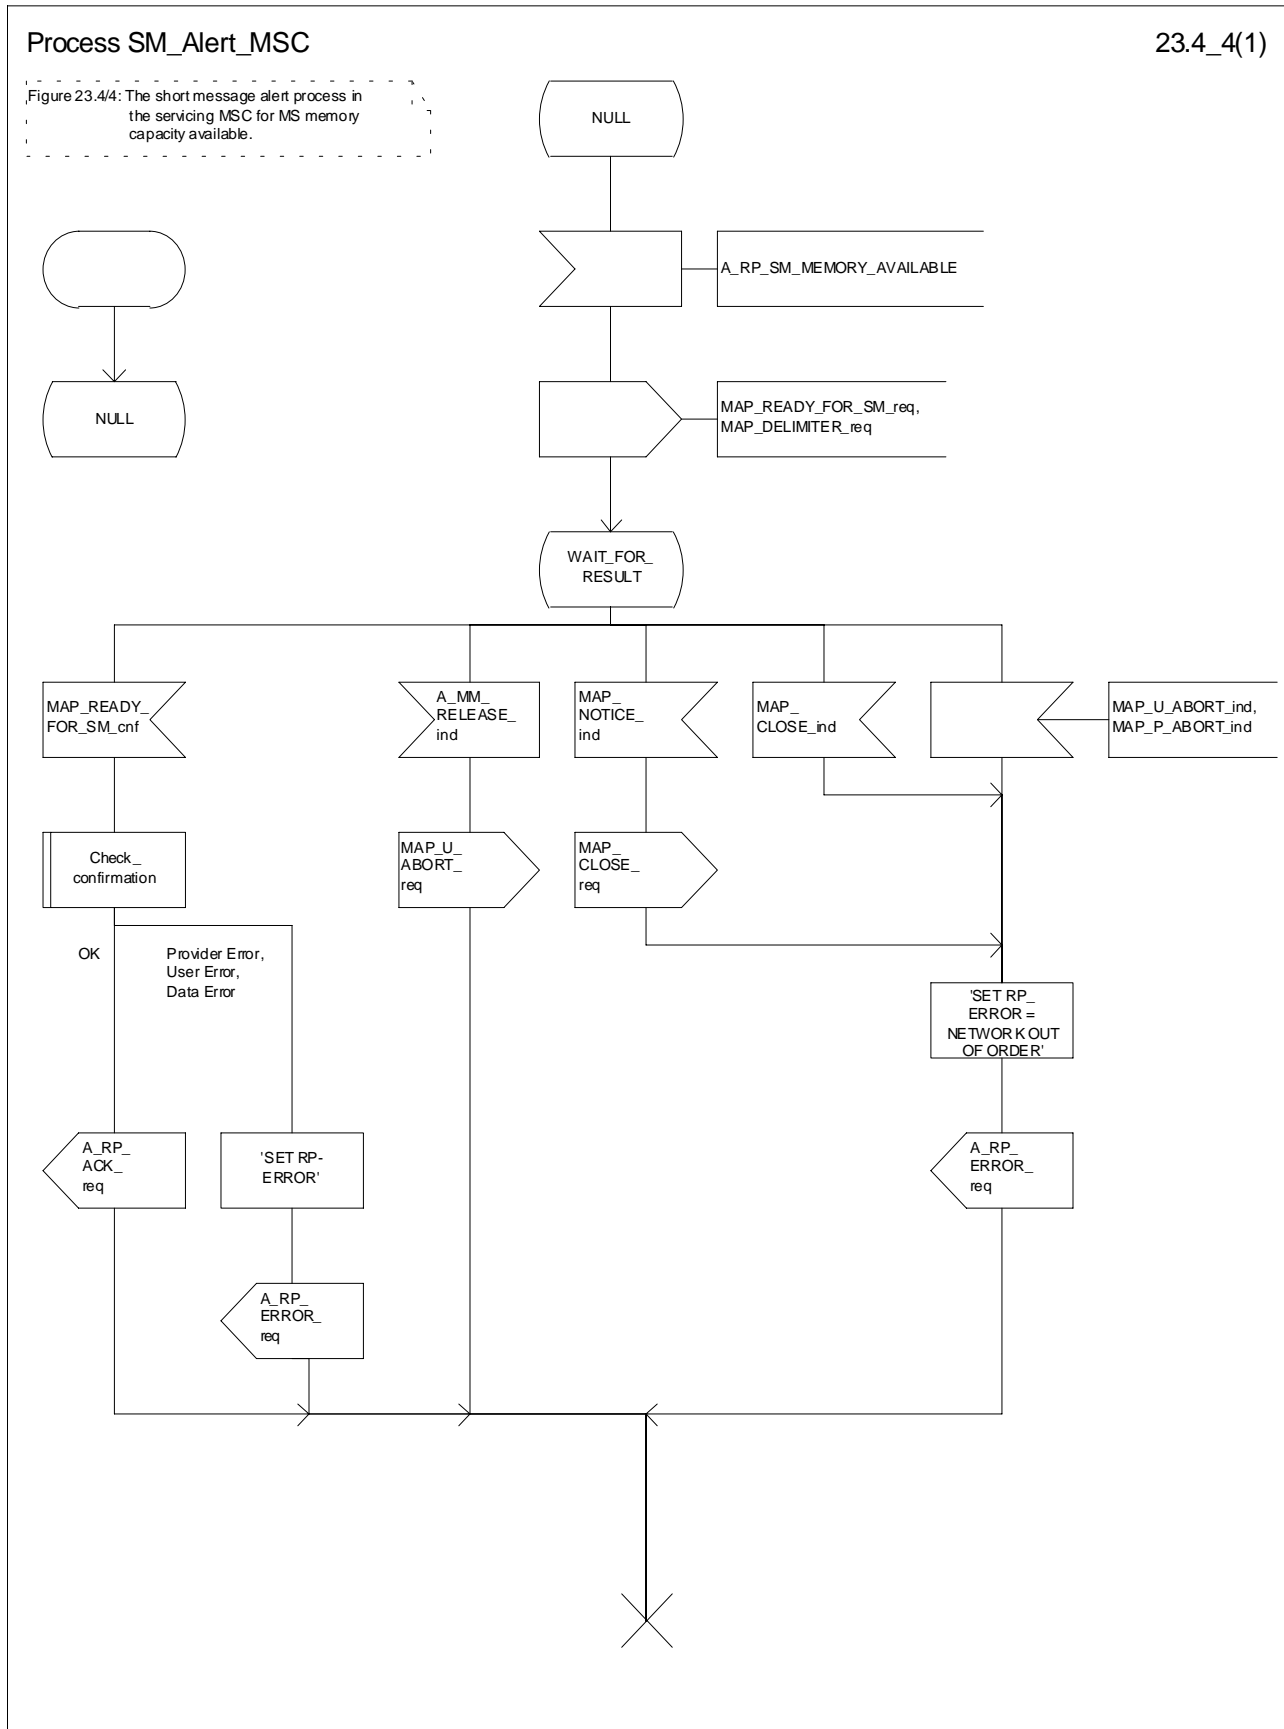 Process SM_Alert_MSC
23.4_4(1)
Figure 23.4/4: The short message alert process in
the servicing MSC for MS memory
capacity available.
NULL
A_RP_SM_MEMORY_AVAILABLE
NULL
MAP_READY_FOR_SM_req,
MAP_DELIMITER_req
WAIT_FOR_
RESULT
MAP_READY_
FOR_SM_cnf
A_MM_
RELEASE_
ind
MAP_
NOTICE_
ind
MAP_
CLOSE_ind
MAP_U_ABORT_ind,
MAP_P_ABORT_ind
Check_
confirmation
MAP_U_
ABORT_
req
MAP_
CLOSE_
req
OK
Provider Error,
User Error,
Data Error
'SET RP_
ERROR =
NETWORK OUT
OF ORDER'
A_RP_
ACK_
req
'SET RP-
ERROR'
A_RP_
ERROR_
req
A_RP_
ERROR_
req